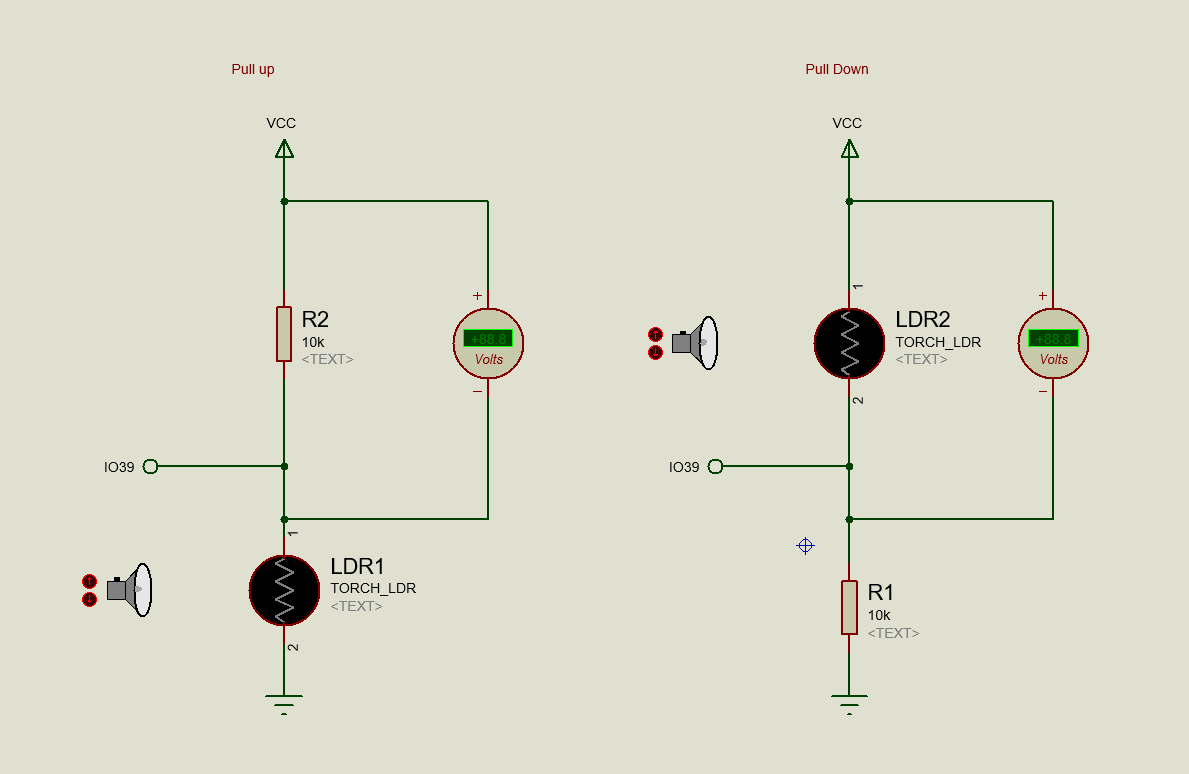 Pull up
Pull Down
VCC
VCC
+
R2
10k
<TEXT>
+88.8
Volts
−
IO39
1
LDR1
TORCH_LDR
<TEXT>
2
1
+
LDR2
TORCH_LDR
<TEXT>
+88.8
Volts
−
2
IO39
R1
10k
<TEXT>